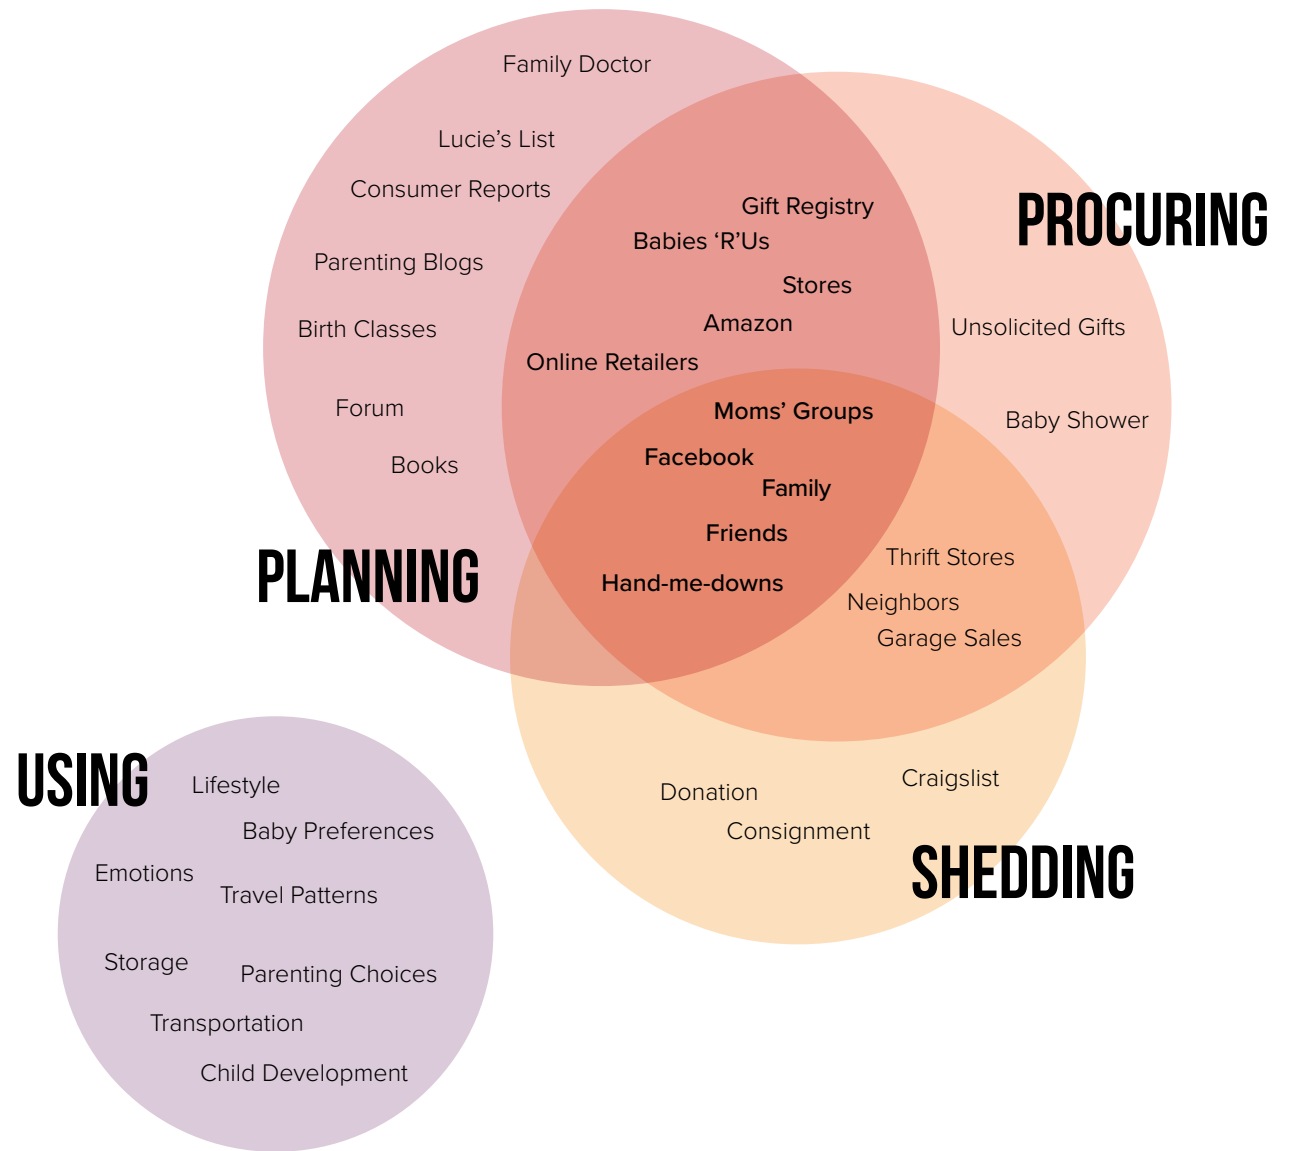 Family Doctor
Lucie’s List
Consumer Reports
Parenting Blogs
Birth Classes
Forum
Books
PLANNING
Gift Registry
Babies ‘R’Us
Stores
Amazon
Online Retailers
PROCURING
Unsolicited Gifts
Baby Shower
Moms’ Groups
Facebook
Family
Friends
Hand-me-downs
Thrift Stores
Neighbors
Garage Sales
Donation
Craigslist
Consignment
SHEDDING
USING
Lifestyle
Baby Preferences
Emotions
Travel Patterns
Storage
Parenting Choices
Transportation
Child Development